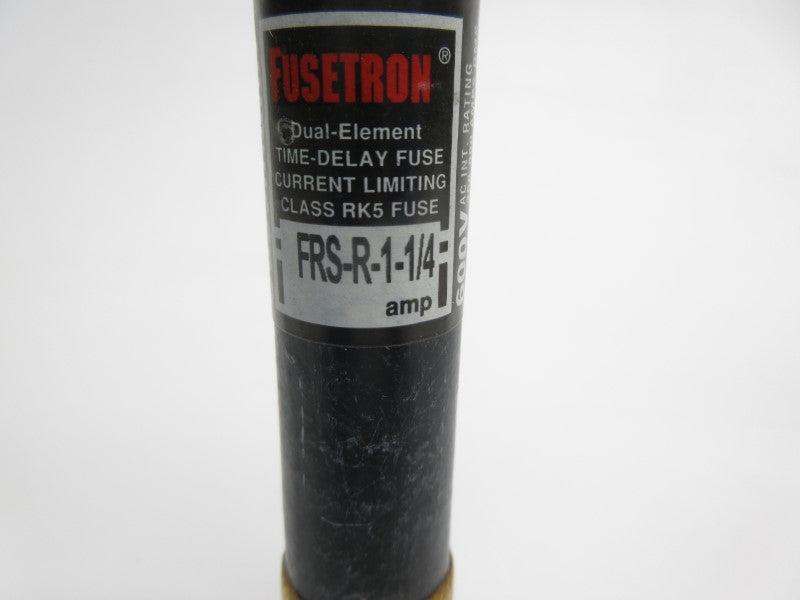 FUSETRON®
Dual-Element
TIME-DELAY FUSE
CURRENT LIMITING
CLASS RK5 FUSE
FRS-R-1-1/4
amp
600V
AC INT. RATING